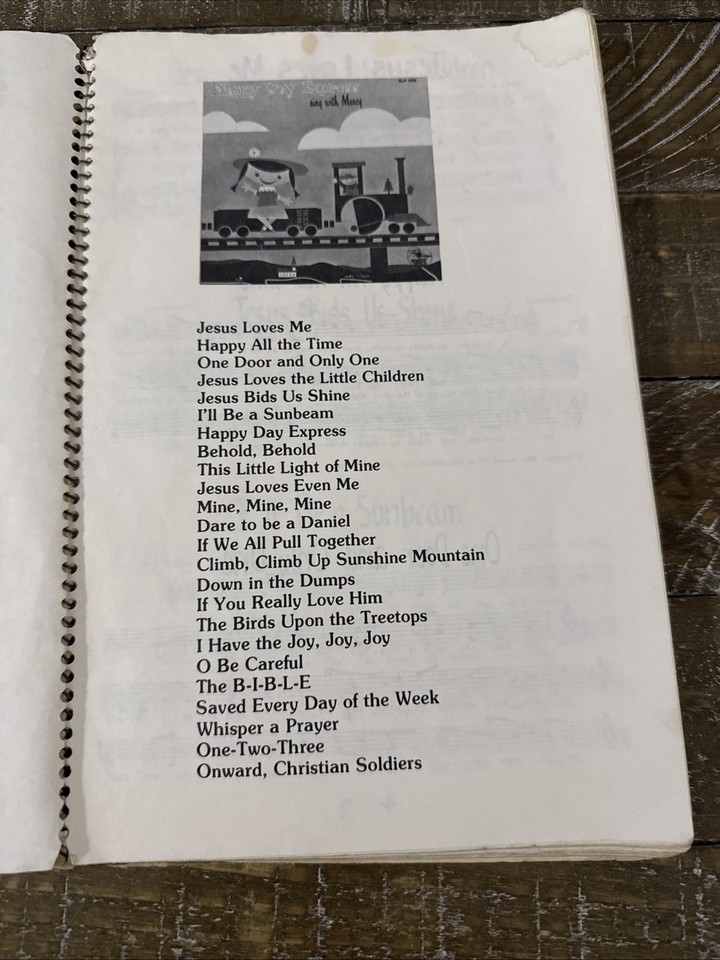 Happy Day Express
sing with Marcy
Jesus Loves Me
Happy All the Time
One Door and Only One
Jesus Loves the Little Children
Jesus Bids Us Shine
I'll Be a Sunbeam
Happy Day Express
Behold, Behold
This Little Light of Mine
Jesus Loves Even Me
Mine, Mine, Mine
Dare to be a Daniel
If We All Pull Together
Climb, Climb Up Sunshine Mountain
Down in the Dumps
If You Really Love Him
The Birds Upon the Treetops
I Have the Joy, Joy, Joy
O Be Careful
The B-I-B-L-E
Saved Every Day of the Week
Whisper a Prayer
One-Two-Three
Onward, Christian Soldiers